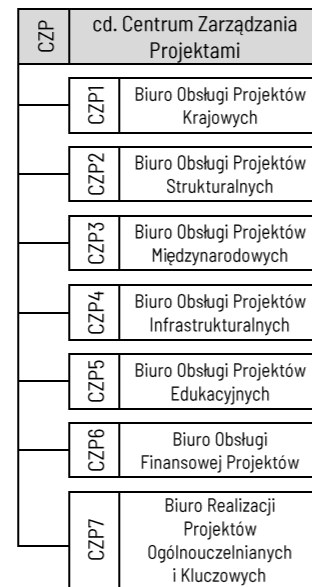 CZP
cd. Centrum Zarządzania
Projektami
CZP1
Biuro Obsługi Projektów
Krajowych
CZP2
Biuro Obsługi Projektów
Strukturalnych
CZP3
Biuro Obsługi Projektów
Międzynarodowych
CZP4
Biuro Obsługi Projektów
Infrastrukturalnych
CZP5
Biuro Obsługi Projektów
Edukacyjnych
CZP6
Biuro Obsługi
Finansowej Projektów
CZP7
Biuro Realizacji
Projektów
Ogólnouczelnianych
i Kluczowych